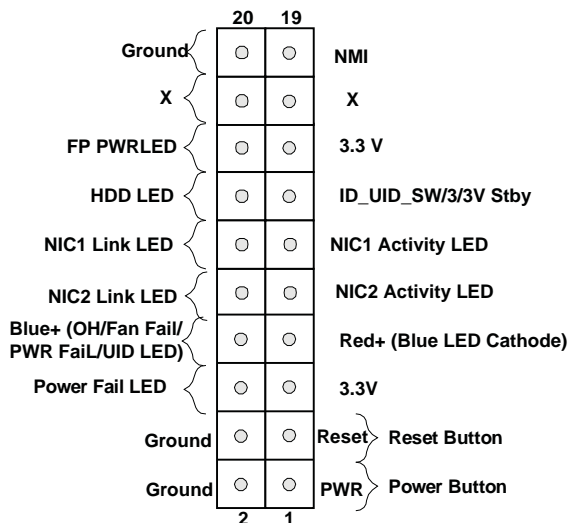 20 19
Ground NMI
X X
FP PWRLED 3.3 V
HDD LED ID_UID_SW/3/3V Stby
NIC1 Link LED NIC1 Activity LED
NIC2 Link LED NIC2 Activity LED
Blue+ (OH/Fan Fail/
PWR FaiL/UID LED) Red+ (Blue LED Cathode)
Power Fail LED 3.3V
Ground Reset Reset Button
Ground PWR Power Button
2 1